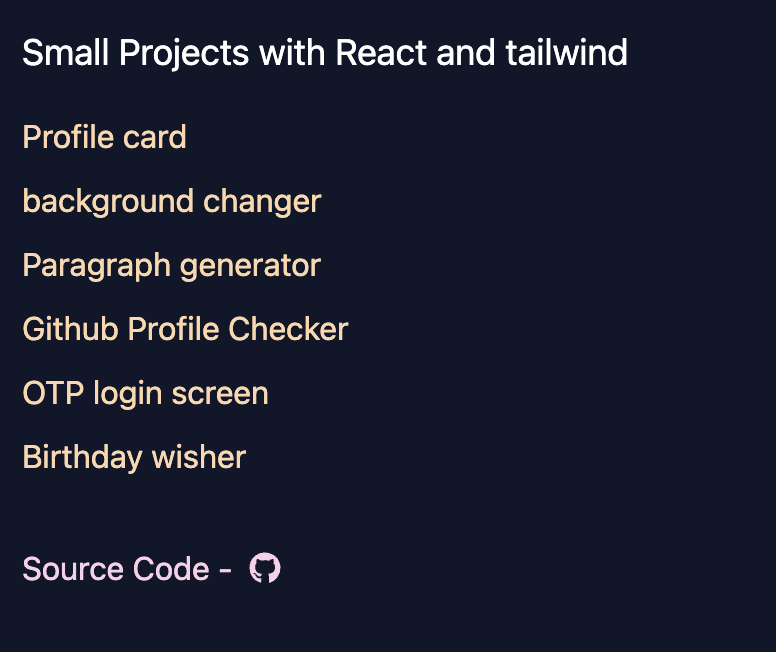 Small Projects with React and tailwind
Profile card
background changer
Paragraph generator
Github Profile Checker
OTP login screen
Birthday wisher
Source Code -